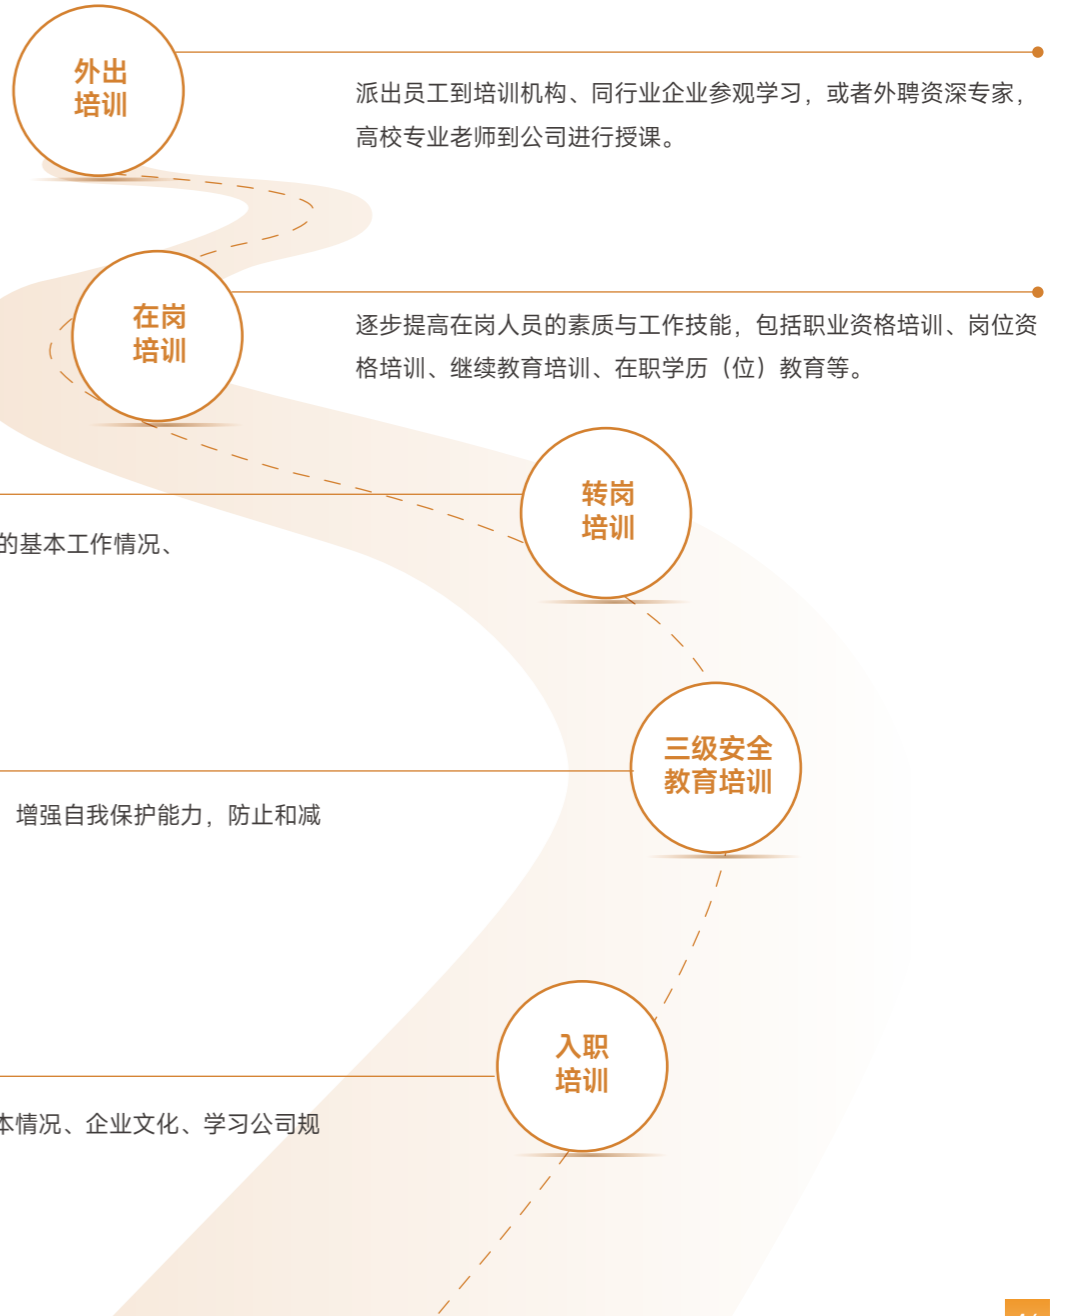 外出
培训
派出员工到培训机构、同行业企业参观学习，或者外聘资深专家，
高校专业老师到公司进行授课。
在岗
培训
逐步提高在岗人员的素质与工作技能，包括职业资格培训、岗位资
格培训、继续教育培训、在职学历（位）教育等。
转岗
培训
的基本工作情况、
三级安全
教育培训
增强自我保护能力，防止和减
入职
培训
本情况、企业文化、学习公司规